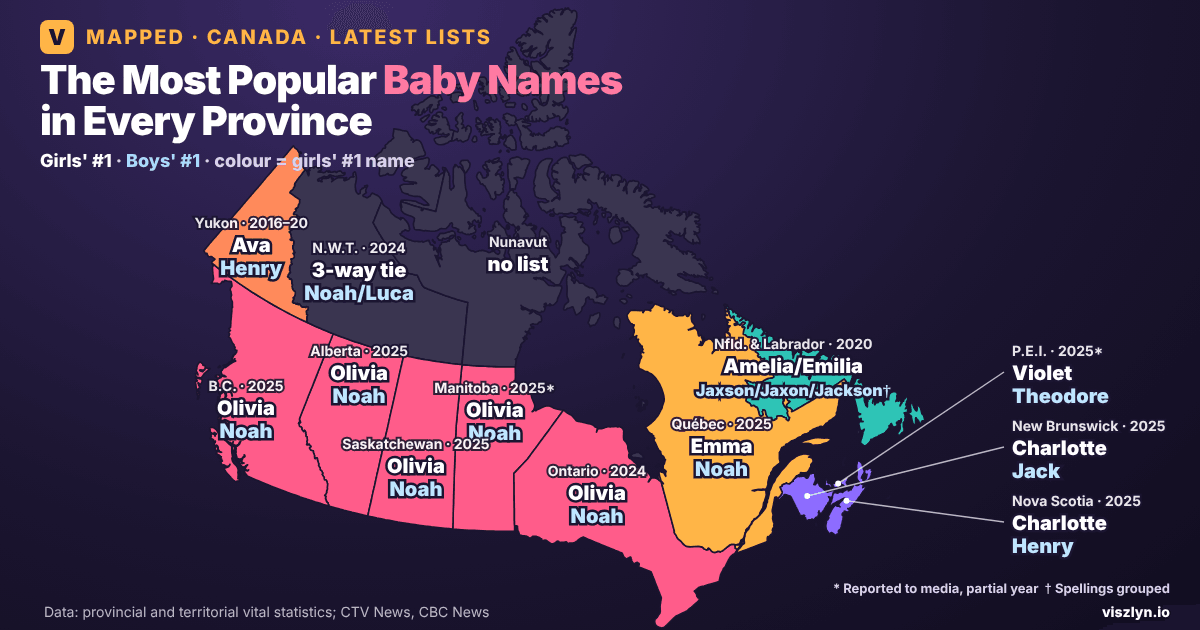 V MAPPED · CANADA · LATEST LISTS
The Most Popular Baby Names
in Every Province
Girls' #1 · Boys' #1 · colour = girls' #1 name
Yukon · 2016–20
Ava
Henry
N.W.T. · 2024
3-way tie
Noah/Luca
Nunavut
no list
B.C. · 2025
Olivia
Noah
Alberta · 2025
Olivia
Noah
Saskatchewan · 2025
Olivia
Noah
Manitoba · 2025*
Olivia
Noah
Ontario · 2024
Olivia
Noah
Québec · 2025
Emma
Noah
Nfld. & Labrador · 2020
Amelia/Emilia
Jaxson/Jaxon/Jackson†
P.E.I. · 2025*
Violet
Theodore
New Brunswick · 2025
Charlotte
Jack
Nova Scotia · 2025
Charlotte
Henry
* Reported to media, partial year † Spellings grouped
Data: provincial and territorial vital statistics; CTV News, CBC News
viszlyn.io